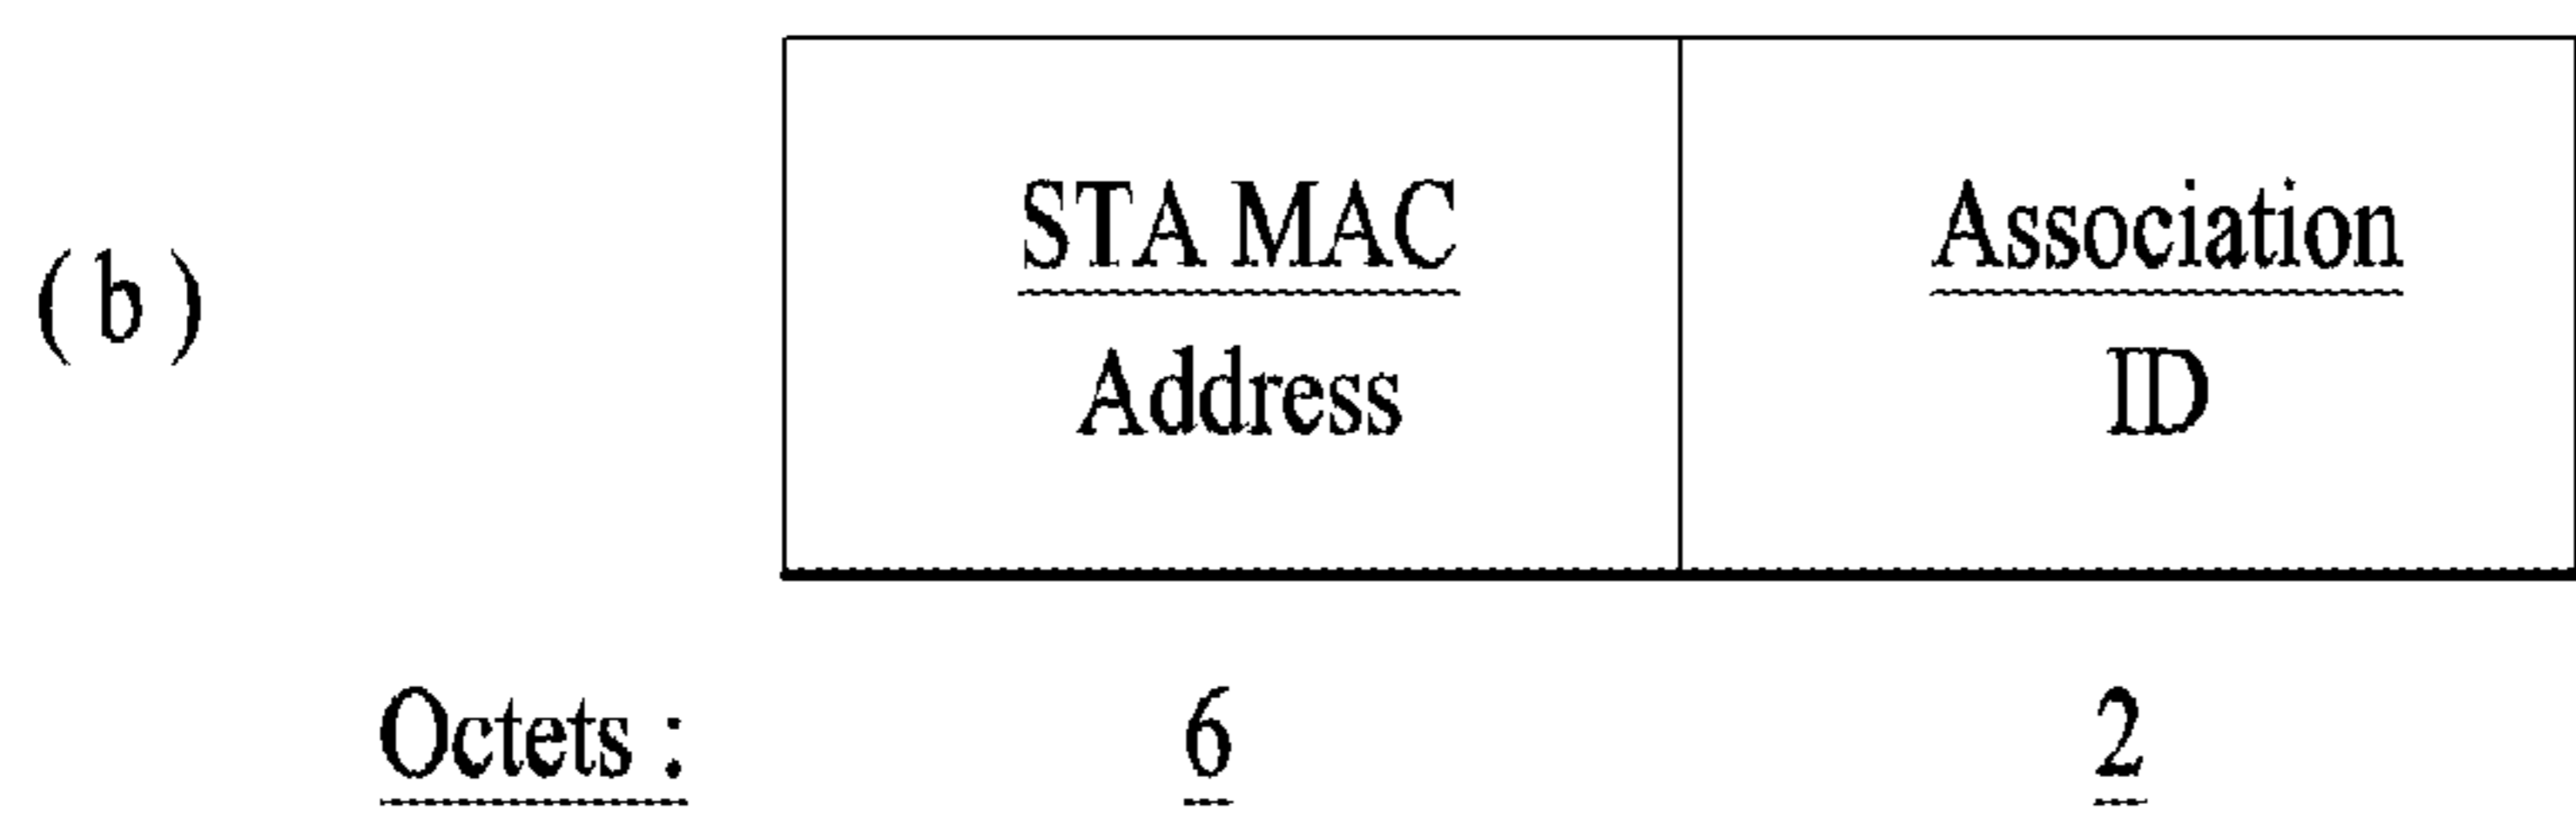 (b)
STA MAC
Address
Association
ID
Octets : 6 2